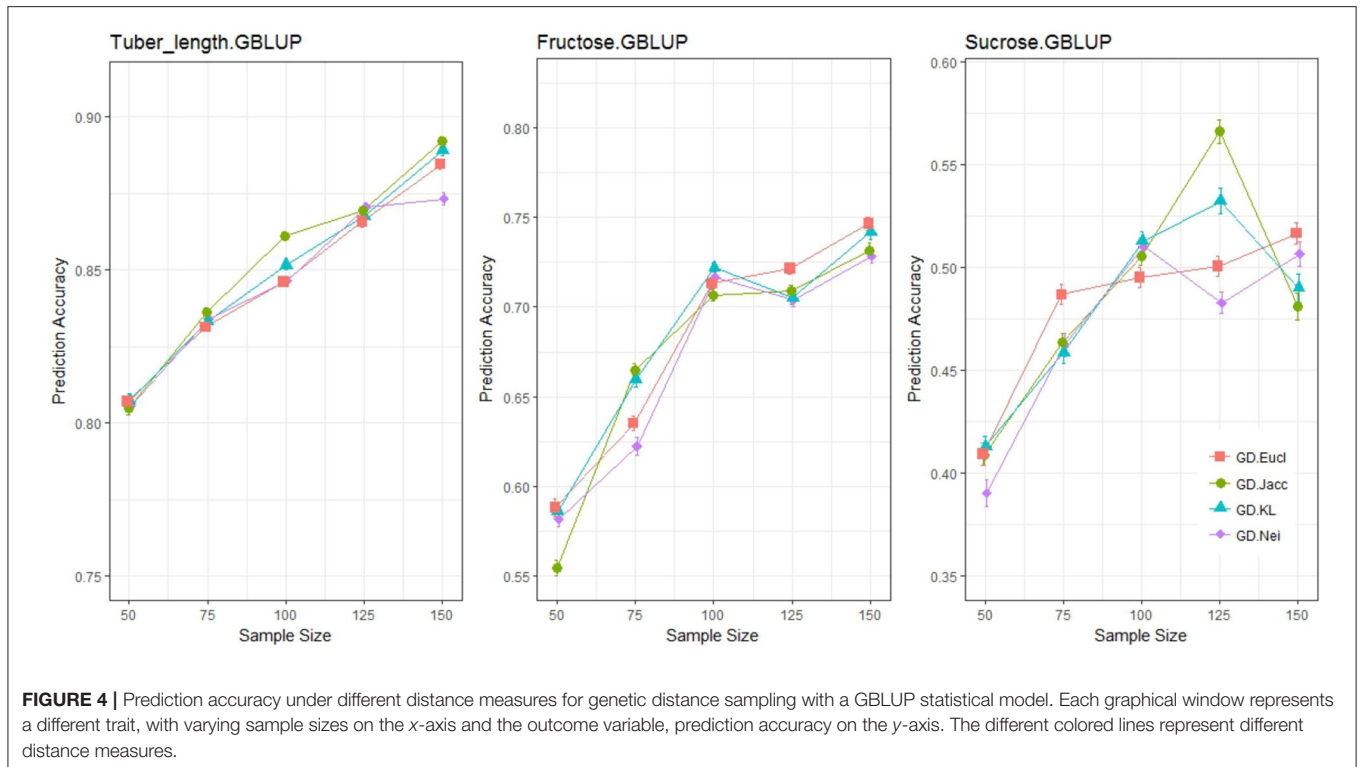 Tuber_length.GBLUP
Prediction Accuracy
0.90
0.85
0.80
0.75
50 75 100 125 150
Sample Size
Fructose.GBLUP
Prediction Accuracy
0.80
0.75
0.70
0.65
0.60
0.55
50 75 100 125 150
Sample Size
Sucrose.GBLUP
Prediction Accuracy
0.60
0.55
0.50
0.45
0.40
0.35
50 75 100 125 150
Sample Size
GD.Eucl
GD.Jacc
GD.KL
GD.Nei
FIGURE 4 | Prediction accuracy under different distance measures for genetic distance sampling with a GBLUP statistical model. Each graphical window represents
a different trait, with varying sample sizes on the x-axis and the outcome variable, prediction accuracy on the y-axis. The different colored lines represent different
distance measures.